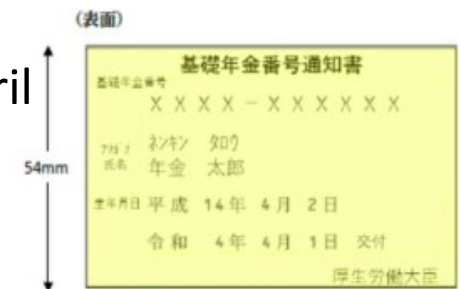 (表面)
ril
54mm
基礎年金番号通知書
基礎年金番号
XXXX-XXXXXX
フリガナ ネンキン タロウ
氏名 年金 太郎
生年月日 平成 14年 4月 2日
令和 4年 4月 1日 交付
厚生労働大臣